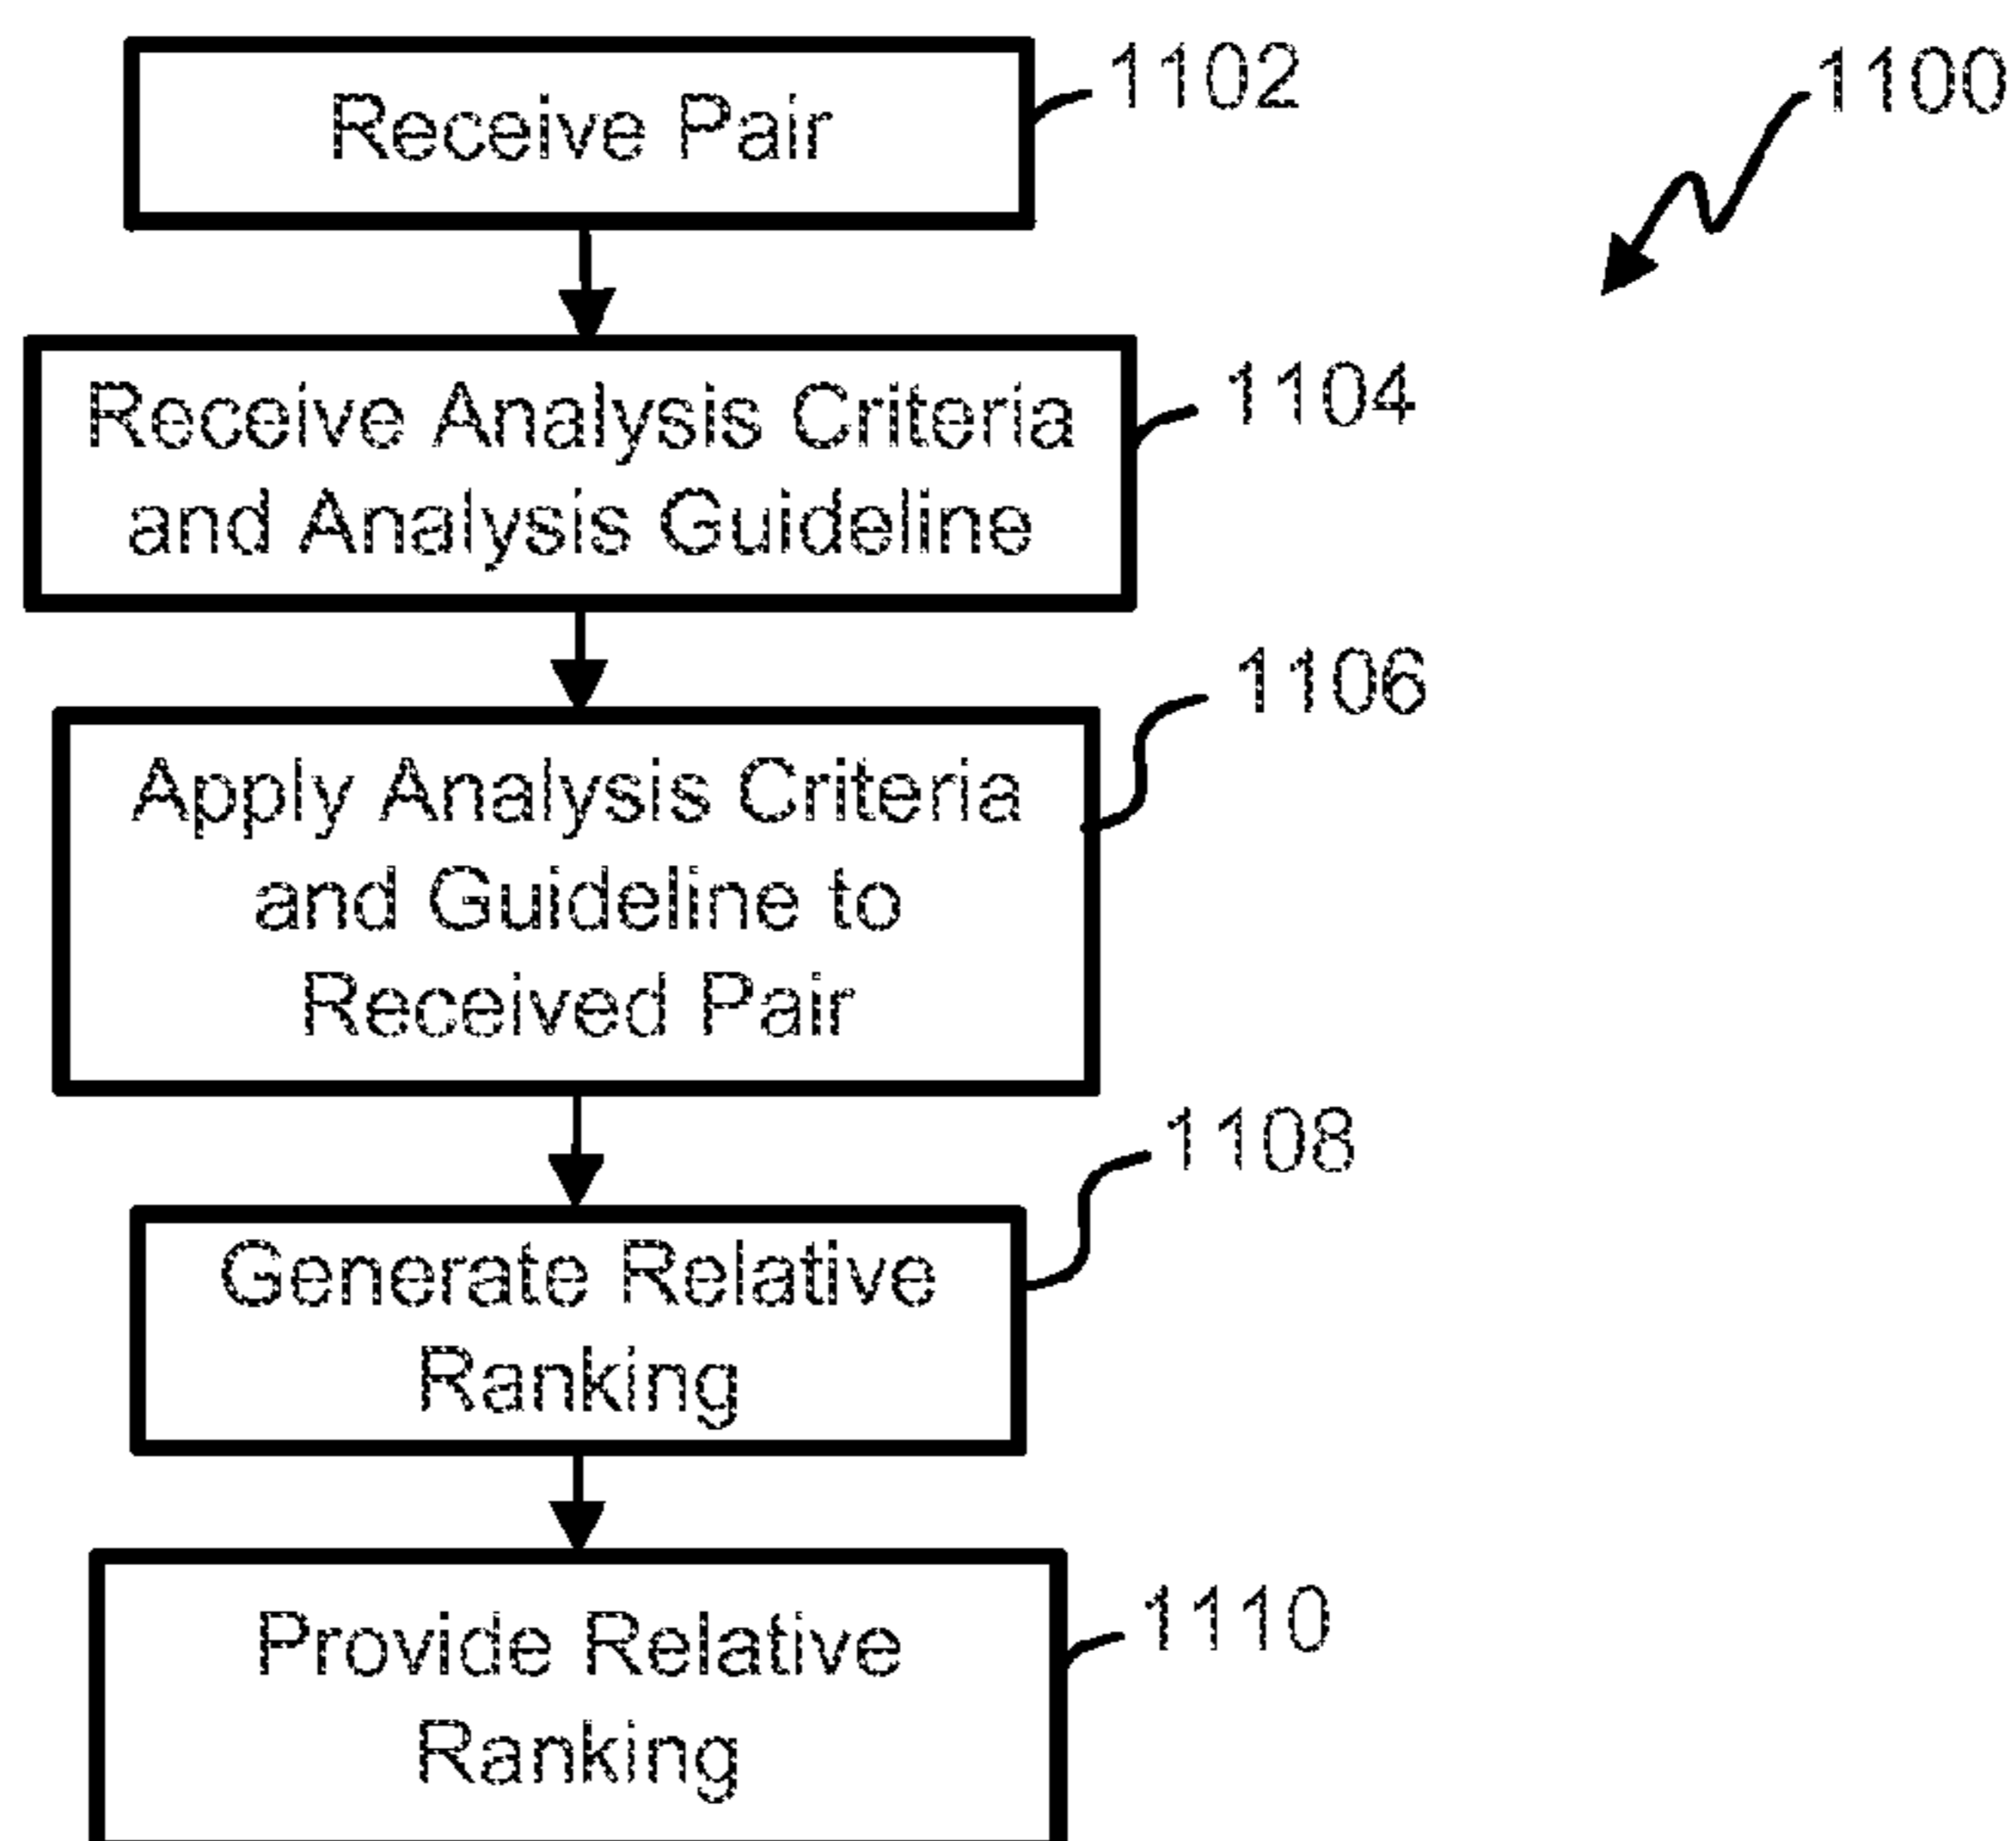 Receive Pair
1102
1100
Receive Analysis Criteria
and Analysis Guideline
1104
Apply Analysis Criteria
and Guideline to
Received Pair
1106
Generate Relative
Ranking
1108
Provide Relative
Ranking
1110